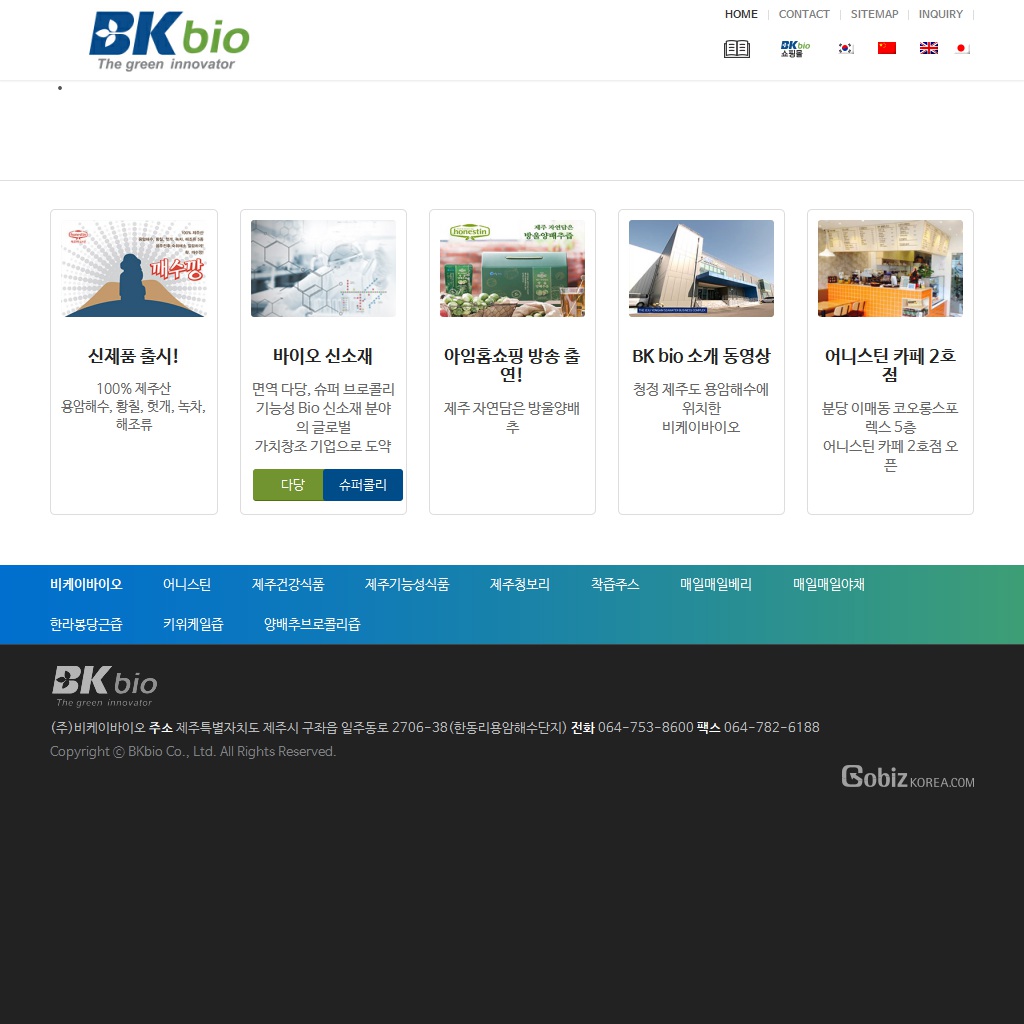 BKbio
The green innovator
HOME
CONTACT
SITEMAP
INQUIRY
BKbio
쇼핑몰
honestin
100% 제주산
깨수깡
honestin
제주 자연담은
방울양배추즙
신제품 출시!
100% 제주산
용암해수, 황칠, 헛개, 녹차,
해조류
바이오 신소재
면역 다당, 슈퍼 브로콜리
기능성 Bio 신소재 분야
의 글로벌
가치창조 기업으로 도약
다당
슈퍼콜리
아임홈쇼핑 방송 출
연!
제주 자연담은 방울양배
추
BK bio 소개 동영상
청정 제주도 용암해수에
위치한
비케이바이오
어니스틴 카페 2호
점
분당 이매동 코오롱스포
렉스 5층
어니스틴 카페 2호점 오
픈
비케이바이오
어니스틴
제주건강식품
제주기능성식품
제주청보리
착즙주스
매일매일베리
매일매일야채
한라봉당근즙
키위케일즙
양배추브로콜리즙
BKbio
The green innovator
(주)비케이바이오 주소 제주특별자치도 제주시 구좌읍 일주동로 2706-38(한동리용암해수단지) 전화 064-753-8600 팩스 064-782-6188
Copyright ⓒ BKbio Co., Ltd. All Rights Reserved.
GobizKOREA.COM